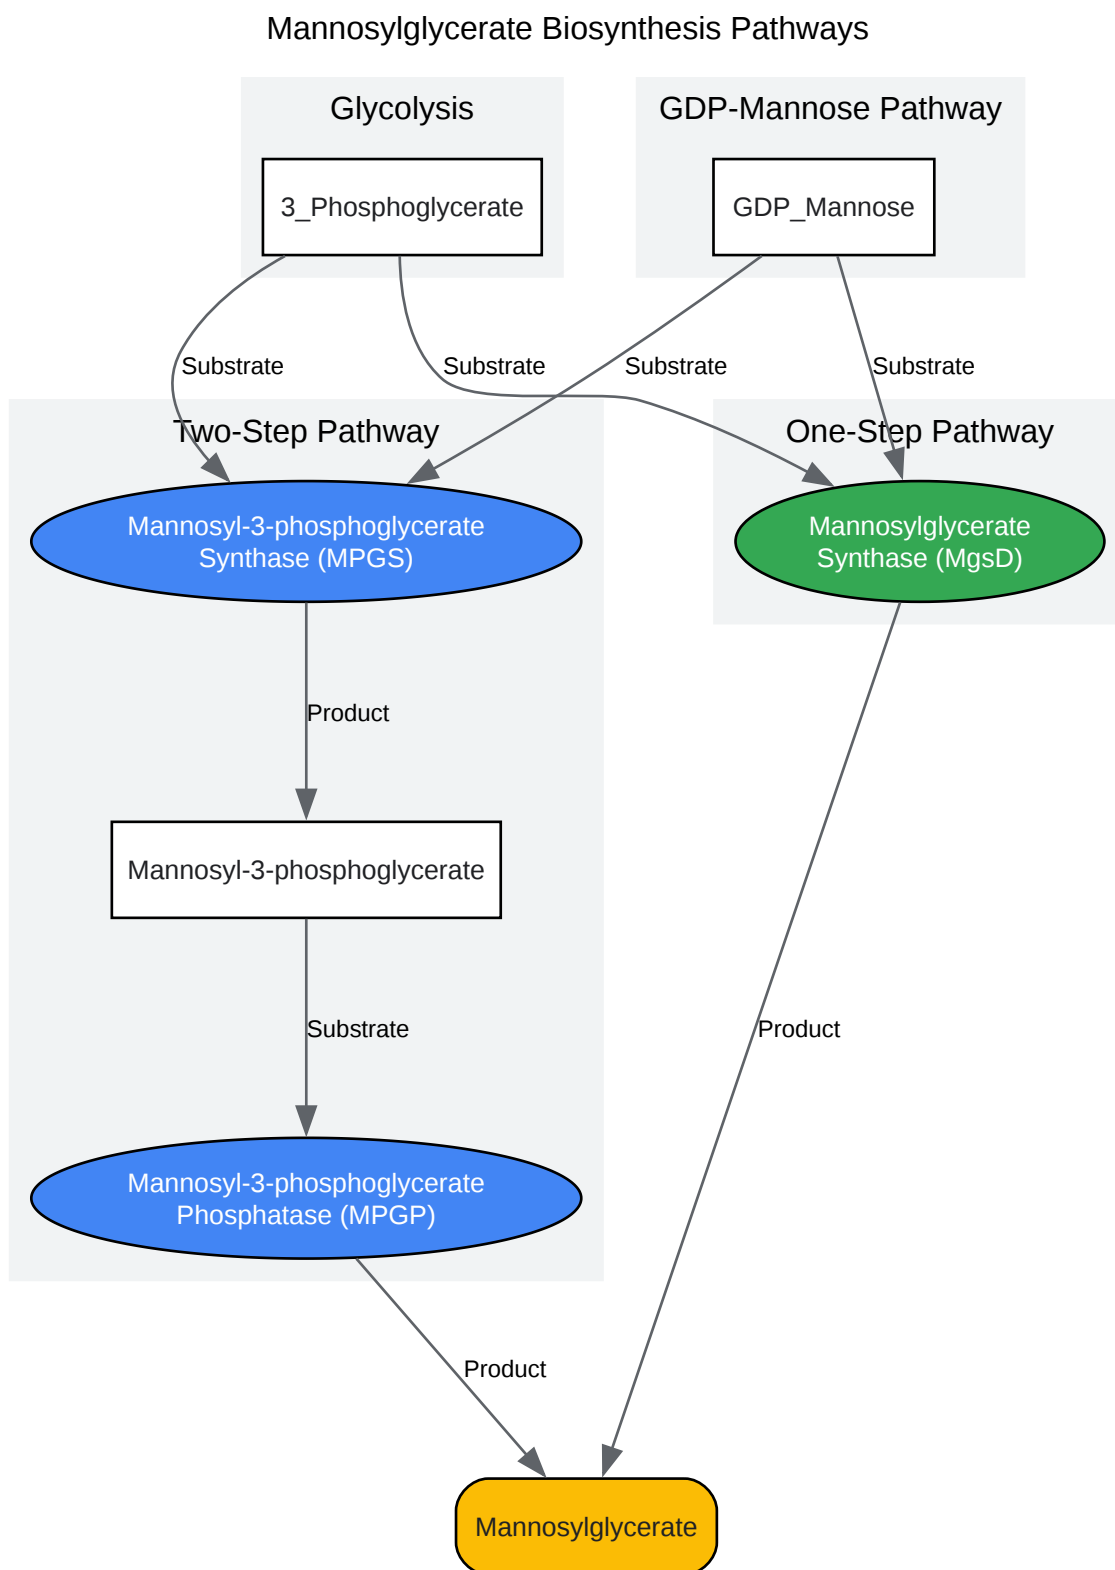 Mannosylglycerate Biosynthesis Pathways
Glycolysis
GDP-Mannose Pathway
3_Phosphoglycerate
GDP_Mannose
Substrate
Substrate
Substrate
Substrate
Two-Step Pathway
One-Step Pathway
Mannosyl-3-phosphoglycerate
Synthase (MPGS)
Mannosylglycerate
Synthase (MgsD)
Product
Mannosyl-3-phosphoglycerate
Substrate
Product
Mannosyl-3-phosphoglycerate
Phosphatase (MPGP)
Product
Mannosylglycerate